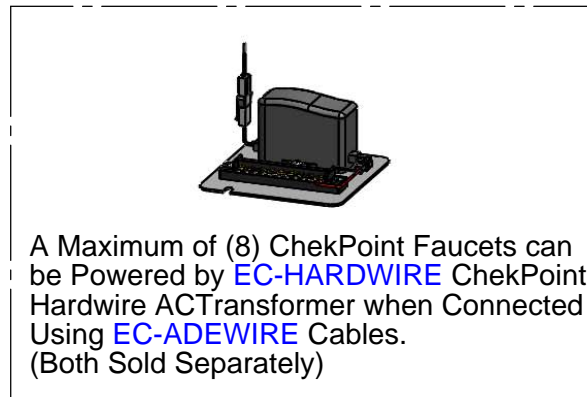 A Maximum of (8) ChekPoint Faucets can
be Powered by EC-HARDWIRE ChekPoint
Hardwire ACTransformer when Connected
Using EC-ADEWIRE Cables.
(Both Sold Separately)